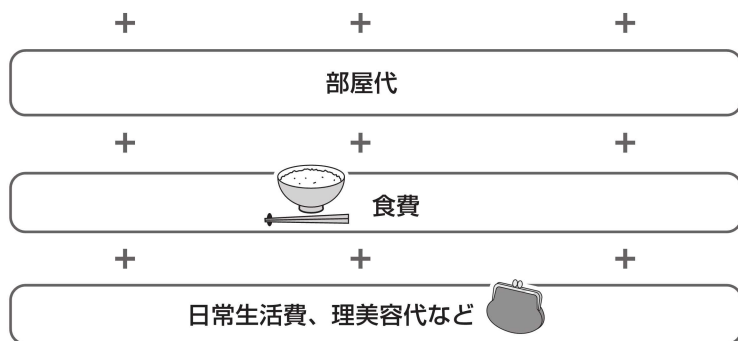 + + +
部屋代
+ + +
食費
+ + +
日常生活費、理美容代など